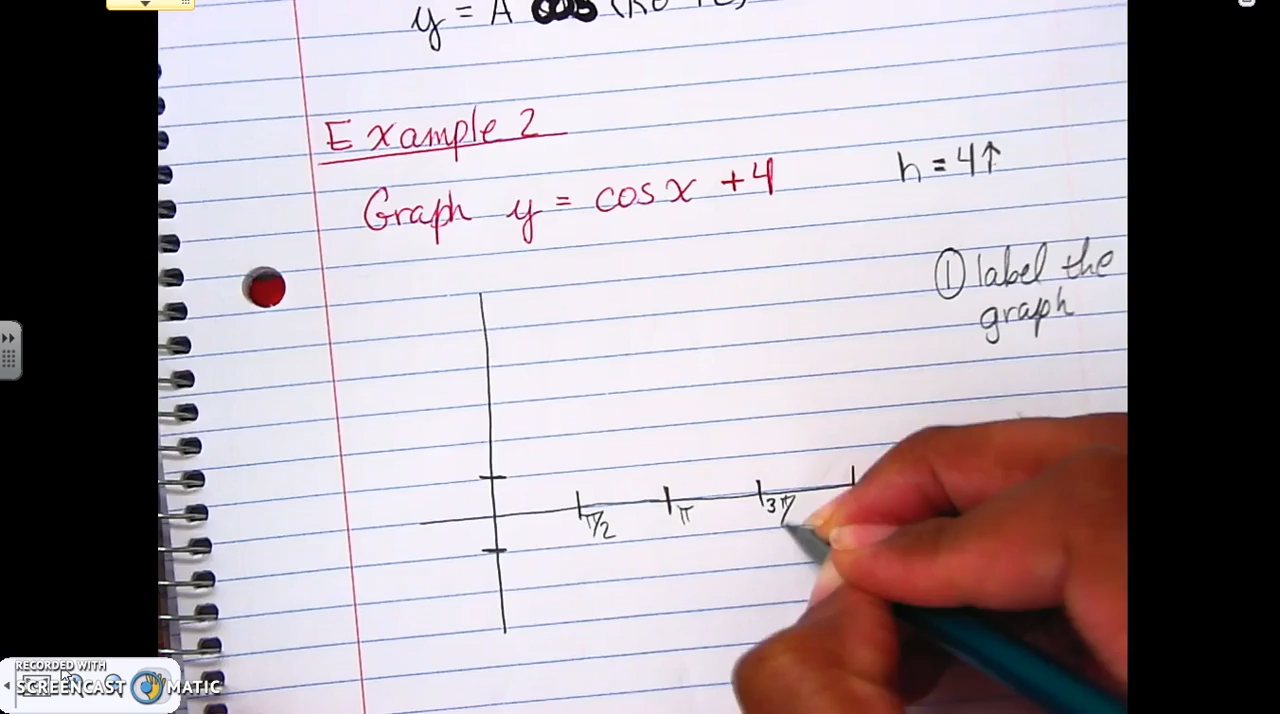 y = A cos
Example 2
Graph y = cos x + 4
h = 4↑
① label the
graph
π/2
π
3π/
RECORDED WITH
SCREENCAST MATIC